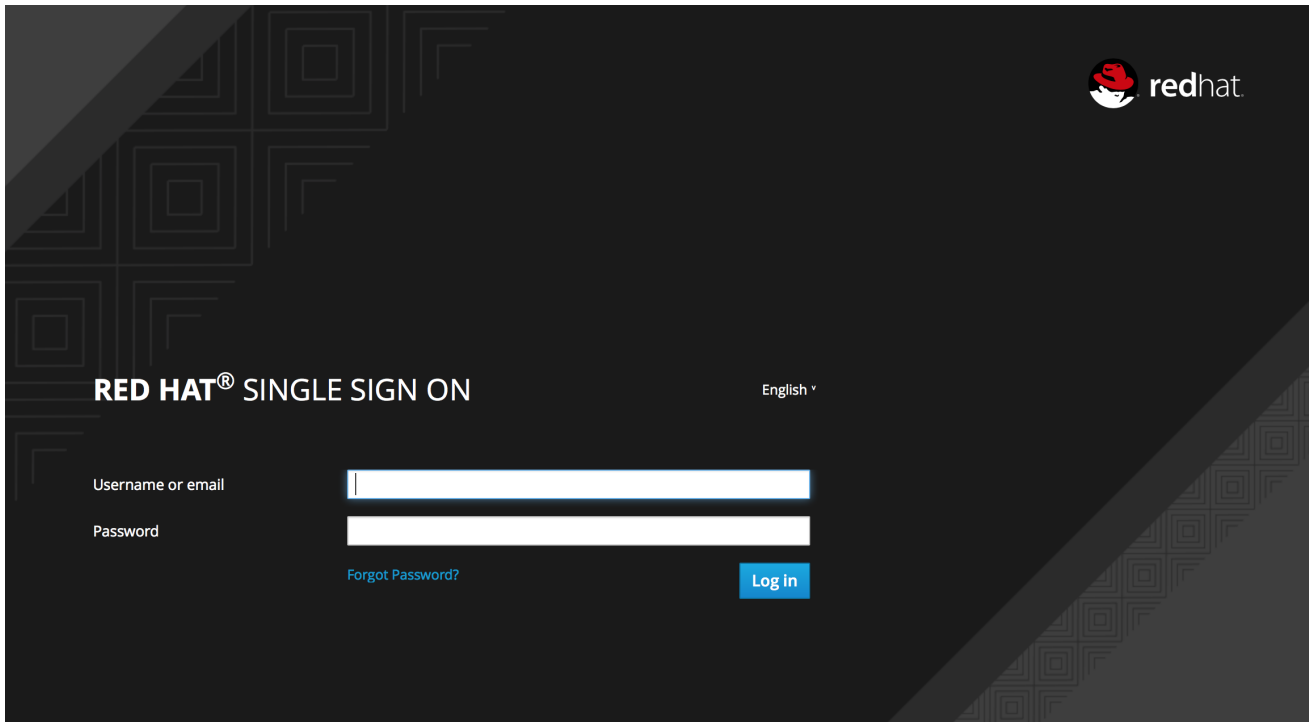 redhat.
RED HAT® SINGLE SIGN ON
English ˅
Username or email
Password
Forgot Password?
Log in